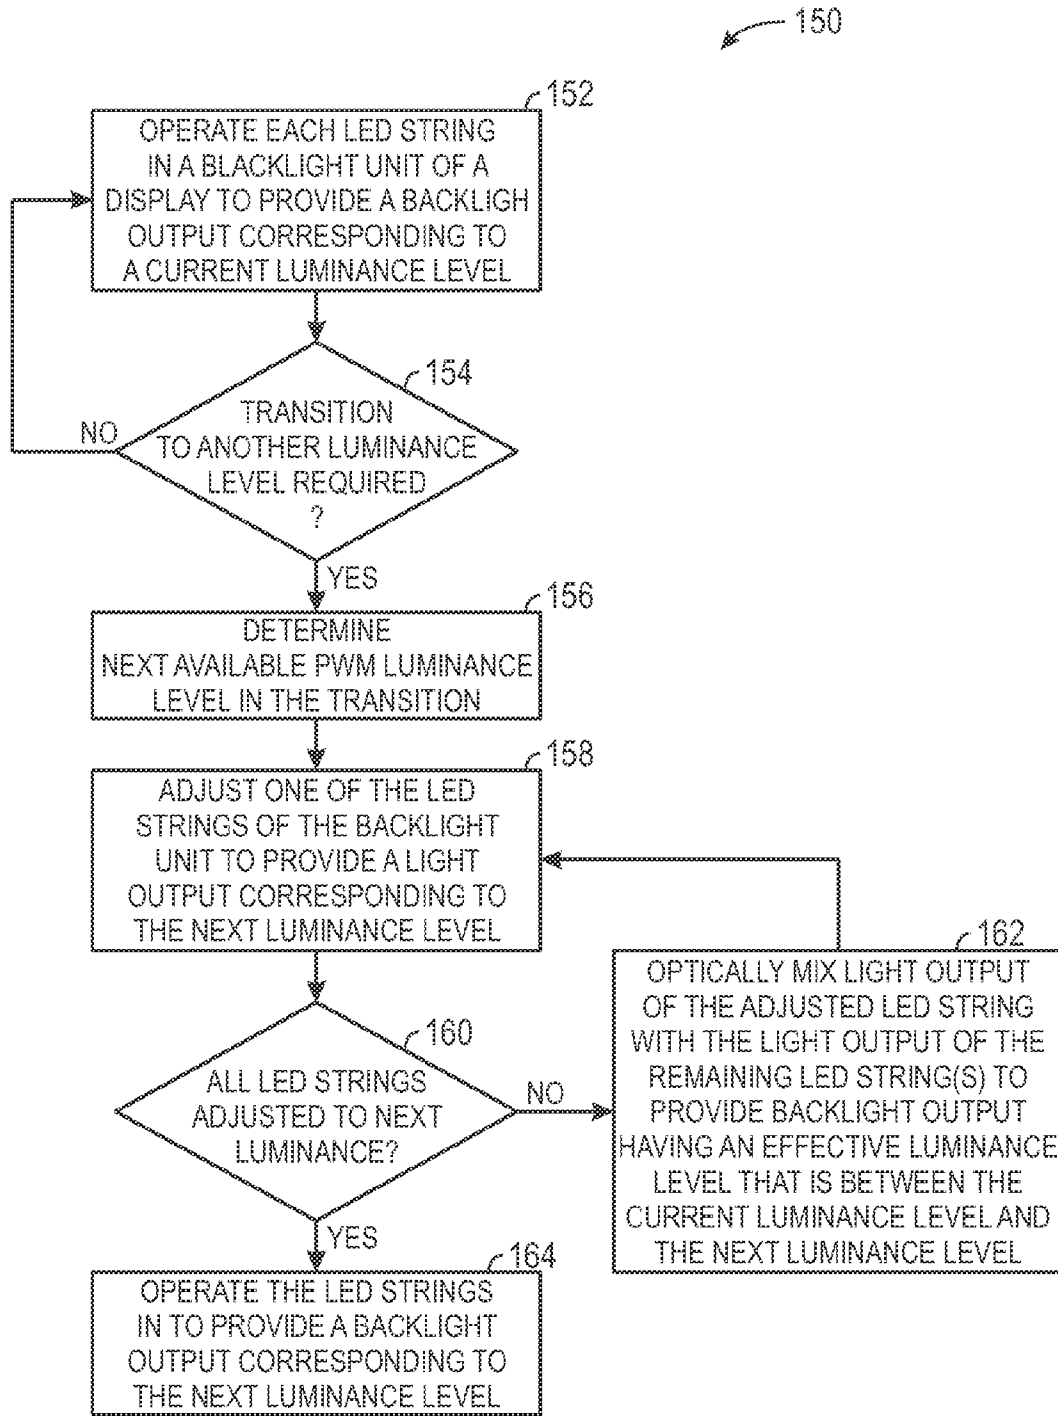 150
152
OPERATE EACH LED STRING
IN A BLACKLIGHT UNIT OF A
DISPLAY TO PROVIDE A BACKLIGH
OUTPUT CORRESPONDING TO
A CURRENT LUMINANCE LEVEL
154
TRANSITION
TO ANOTHER LUMINANCE
LEVEL REQUIRED
?
NO
YES
156
DETERMINE
NEXT AVAILABLE PWM LUMINANCE
LEVEL IN THE TRANSITION
158
ADJUST ONE OF THE LED
STRINGS OF THE BACKLIGHT
UNIT TO PROVIDE A LIGHT
OUTPUT CORRESPONDING TO
THE NEXT LUMINANCE LEVEL
160
ALL LED STRINGS
ADJUSTED TO NEXT
LUMINANCE?
NO
162
OPTICALLY MIX LIGHT OUTPUT
OF THE ADJUSTED LED STRING
WITH THE LIGHT OUTPUT OF THE
REMAINING LED STRING(S) TO
PROVIDE BACKLIGHT OUTPUT
HAVING AN EFFECTIVE LUMINANCE
LEVEL THAT IS BETWEEN THE
CURRENT LUMINANCE LEVEL AND
THE NEXT LUMINANCE LEVEL
YES
164
OPERATE THE LED STRINGS
IN TO PROVIDE A BACKLIGHT
OUTPUT CORRESPONDING TO
THE NEXT LUMINANCE LEVEL